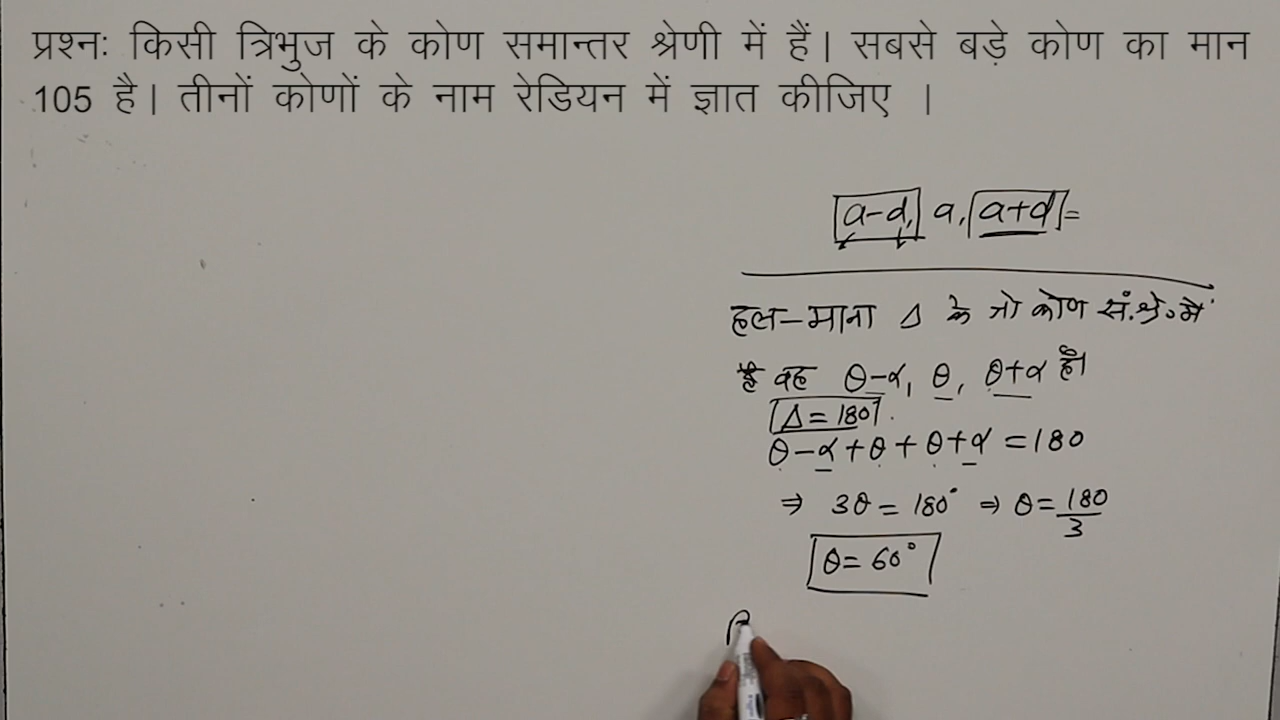 प्रश्नः किसी त्रिभुज के कोण समान्तर श्रेणी में हैं। सबसे बड़े कोण का मान
105 है। तीनों कोणों के नाम रेडियन में ज्ञात कीजिए ।
a-d, a, a+d =
हल - माना Δ के जो कोण सं.श्रे. में
है वह θ-α, θ, θ+α है।
Δ = 180
θ-α+θ+θ+α = 180
⇒ 3θ = 180° ⇒ θ = 180/3
θ = 60°